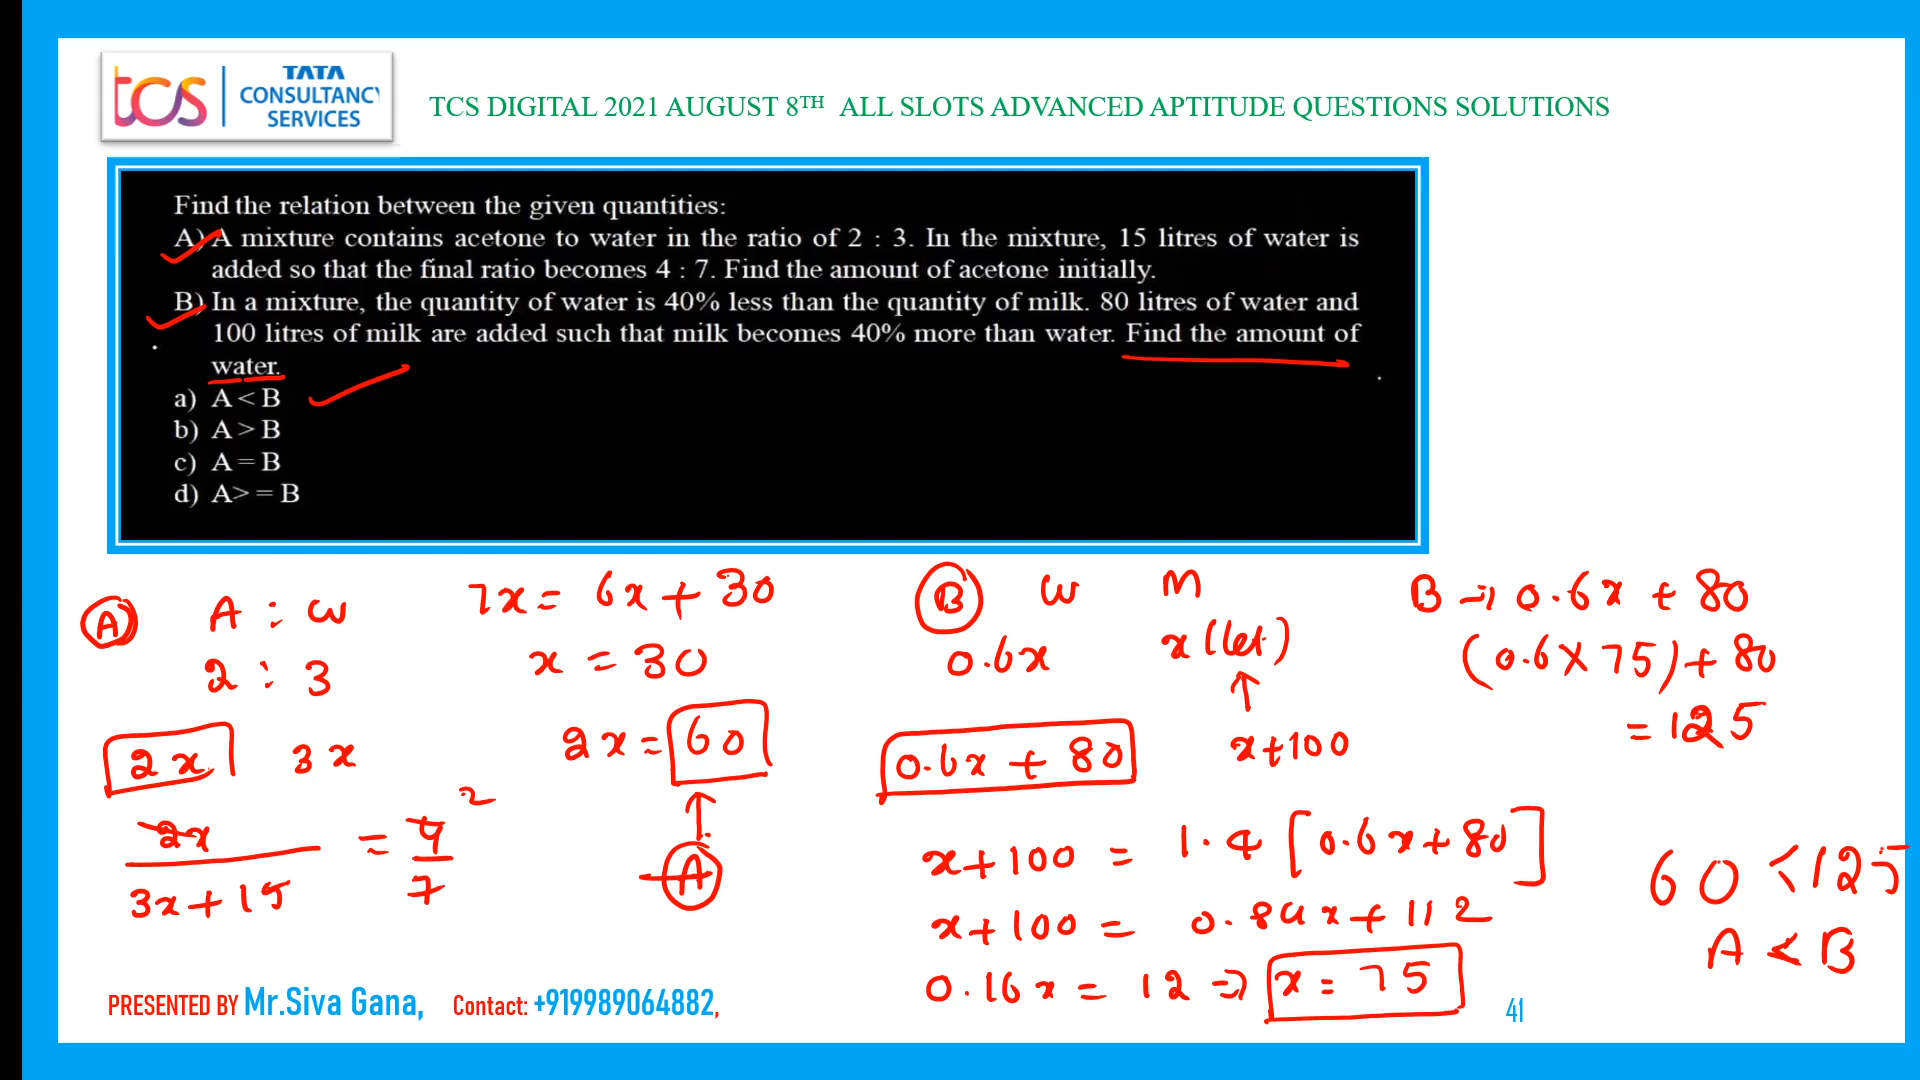 tcs TATA
CONSULTANCY
SERVICES
TCS DIGITAL 2021 AUGUST 8TH ALL SLOTS ADVANCED APTITUDE QUESTIONS SOLUTIONS
Find the relation between the given quantities:
A) A mixture contains acetone to water in the ratio of 2 : 3. In the mixture, 15 litres of water is
added so that the final ratio becomes 4 : 7. Find the amount of acetone initially.
B) In a mixture, the quantity of water is 40% less than the quantity of milk. 80 litres of water and
100 litres of milk are added such that milk becomes 40% more than water. Find the amount of
water.
a) A < B
b) A > B
c) A = B
d) A> = B
A
A : W
2 : 3
2x 3x
2x / 3x + 15 = 4 / 7 2
7x = 6x + 30
x = 30
2x = 60
A
B W M
0.6x x (let)
0.6x + 80 x+100
x+100 = 1.4 [0.6x+80]
x+100 = 0.84x+112
0.16x = 12 => x = 75
B → 0.6x + 80
(0.6 X 75) + 80
= 125
60 < 125
A < B
PRESENTED BY Mr.Siva Gana, Contact: +919989064882,
41